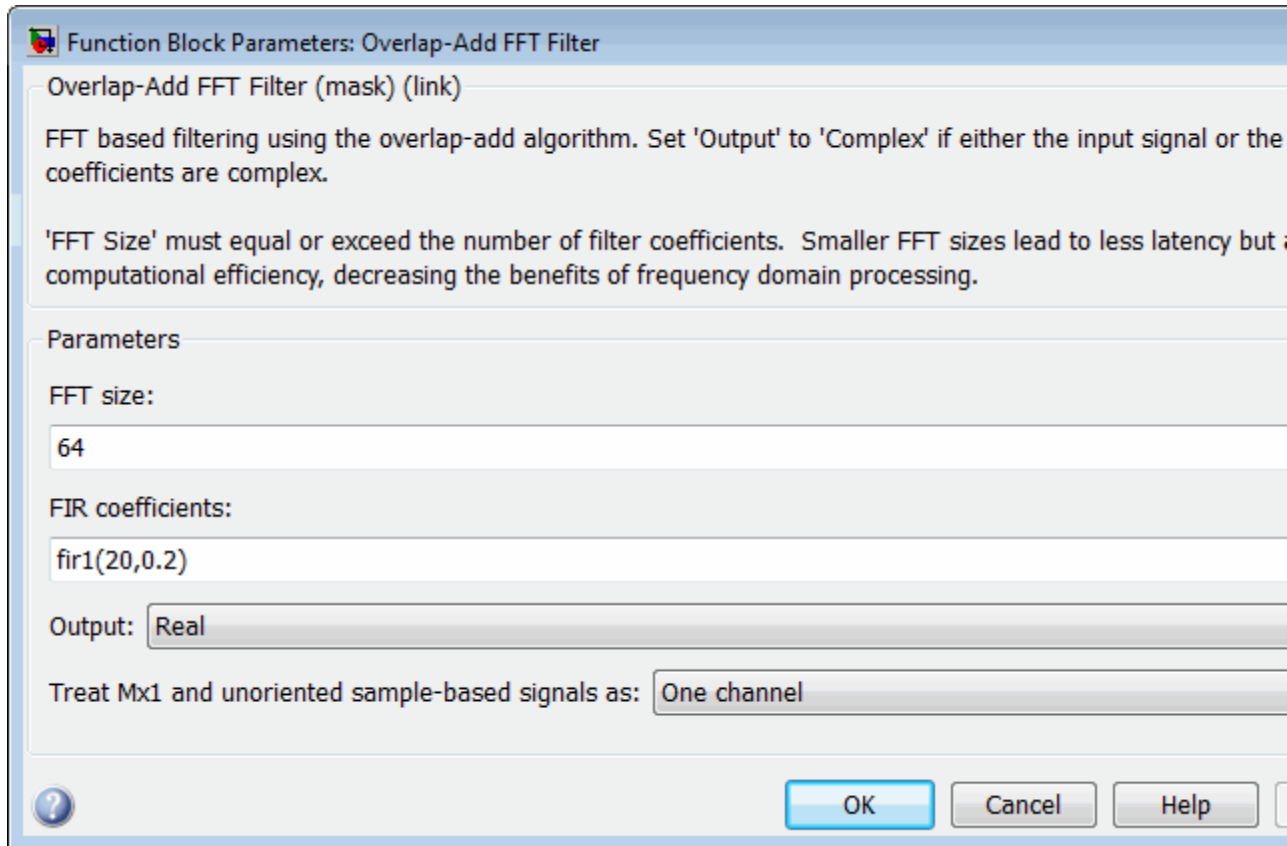 Function Block Parameters: Overlap-Add FFT Filter
Overlap-Add FFT Filter (mask) (link)
FFT based filtering using the overlap-add algorithm. Set 'Output' to 'Complex' if either the input signal or the
coefficients are complex.
'FFT Size' must equal or exceed the number of filter coefficients.  Smaller FFT sizes lead to less latency but
computational efficiency, decreasing the benefits of frequency domain processing.
Parameters
FFT size:
64
FIR coefficients:
fir1(20,0.2)
Output: Real
Treat Mx1 and unoriented sample-based signals as: One channel
? OK Cancel Help